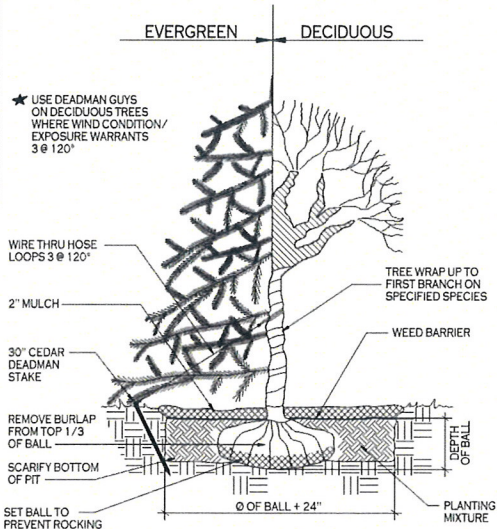 EVERGREEN
DECIDUOUS
★ USE DEADMAN GUYS
ON DECIDUOUS TREES
WHERE WIND CONDITION/
EXPOSURE WARRANTS
3 @ 120°
WIRE THRU HOSE
LOOPS 3 @ 120°
2" MULCH
30" CEDAR
DEADMAN
STAKE
REMOVE BURLAP
FROM TOP 1/3
OF BALL
SCARIFY BOTTOM
OF PIT
SET BALL TO
PREVENT ROCKING
TREE WRAP UP TO
FIRST BRANCH ON
SPECIFIED SPECIES
WEED BARRIER
DEPTH
OF BALL
Ø OF BALL + 24"
PLANTING
MIXTURE